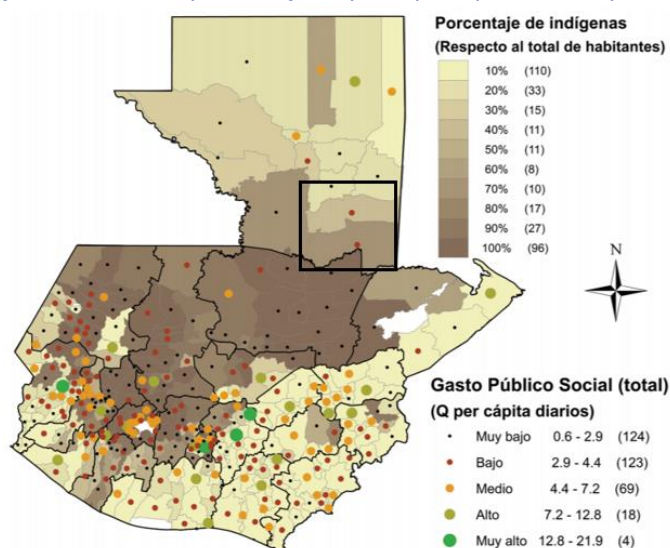 Porcentaje de indígenas
(Respecto al total de habitantes)
10% (110)
20% (33)
30% (15)
40% (11)
50% (11)
60% (8)
70% (10)
80% (17)
90% (27)
100% (96)
N
Gasto Público Social (total)
(Q per cápita diarios)
Muy bajo 0.6 - 2.9 (124)
Bajo 2.9 - 4.4 (123)
Medio 4.4 - 7.2 (69)
Alto 7.2 - 12.8 (18)
Muy alto 12.8 - 21.9 (4)